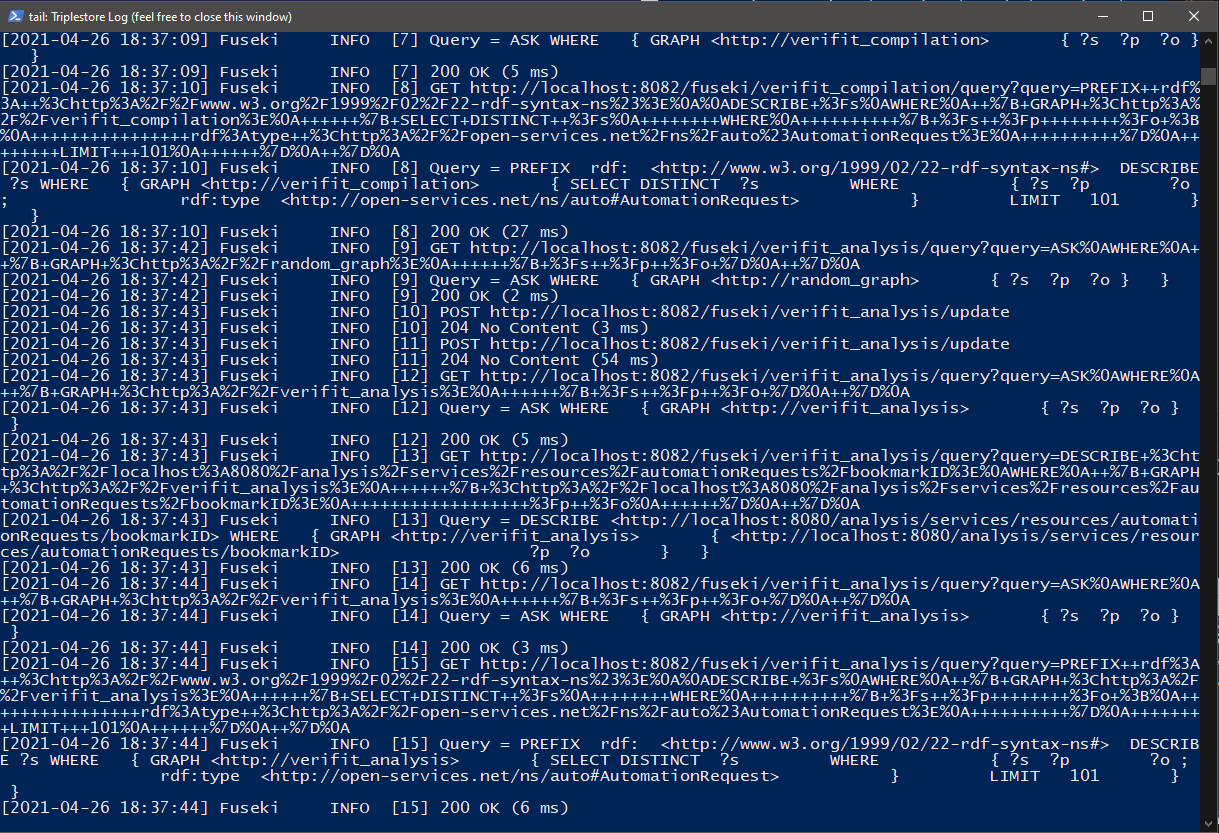 tail: Triplestore Log (feel free to close this window)
[2021-04-26 18:37:09] Fuseki     INFO  [7] Query = ASK WHERE   { GRAPH <http://verifit_compilation>       { ?s  ?p  ?o }
   }
[2021-04-26 18:37:09] Fuseki     INFO  [7] 200 OK (5 ms)
[2021-04-26 18:37:10] Fuseki     INFO  [8] GET http://localhost:8082/fuseki/verifit_compilation/query?query=PREFIX++rdf%
3A++%3Chttp%3A%2F%2Fwww.w3.org%2F1999%2F02%2F22-rdf-syntax-ns%23%3E%0A%0ADESCRIBE+%3Fs%0AWHERE%0A++%7B+GRAPH+%3Chttp%3A%
2F%2Fverifit_compilation%3E%0A++++++%7B+SELECT+DISTINCT++%3Fs%0A++++++++WHERE%0A++++++++++%7B+%3Fs++%3Fp++++++++%3Fo+%3B
%0A++++++++++++++++rdf%3Atype++%3Chttp%3A%2F%2Fopen-services.net%2Fns%2Fauto%23AutomationRequest%3E%0A++++++++++%7D%0A++
++++++LIMIT+++101%0A++++++%7D%0A++%7D%0A
[2021-04-26 18:37:10] Fuseki     INFO  [8] Query = PREFIX  rdf:  <http://www.w3.org/1999/02/22-rdf-syntax-ns#>  DESCRIBE
 ?s WHERE   { GRAPH <http://verifit_compilation>       { SELECT DISTINCT  ?s         WHERE           { ?s  ?p        ?o
;                 rdf:type  <http://open-services.net/ns/auto#AutomationRequest>           }         LIMIT   101       }
   }
[2021-04-26 18:37:10] Fuseki     INFO  [8] 200 OK (27 ms)
[2021-04-26 18:37:42] Fuseki     INFO  [9] GET http://localhost:8082/fuseki/verifit_analysis/query?query=ASK%0AWHERE%0A+
+%7B+GRAPH+%3Chttp%3A%2F%2Frandom_graph%3E%0A++++++%7B+%3Fs++%3Fp++%3Fo+%7D%0A++%7D%0A
[2021-04-26 18:37:42] Fuseki     INFO  [9] Query = ASK WHERE   { GRAPH <http://random_graph>       { ?s  ?p  ?o }   }
[2021-04-26 18:37:42] Fuseki     INFO  [9] 200 OK (2 ms)
[2021-04-26 18:37:43] Fuseki     INFO  [10] POST http://localhost:8082/fuseki/verifit_analysis/update
[2021-04-26 18:37:43] Fuseki     INFO  [10] 204 No Content (3 ms)
[2021-04-26 18:37:43] Fuseki     INFO  [11] POST http://localhost:8082/fuseki/verifit_analysis/update
[2021-04-26 18:37:43] Fuseki     INFO  [11] 204 No Content (54 ms)
[2021-04-26 18:37:43] Fuseki     INFO  [12] GET http://localhost:8082/fuseki/verifit_analysis/query?query=ASK%0AWHERE%0A
++%7B+GRAPH+%3Chttp%3A%2F%2Fverifit_analysis%3E%0A++++++%7B+%3Fs++%3Fp++%3Fo+%7D%0A++%7D%0A
[2021-04-26 18:37:43] Fuseki     INFO  [12] Query = ASK WHERE   { GRAPH <http://verifit_analysis>       { ?s  ?p  ?o }
 }
[2021-04-26 18:37:43] Fuseki     INFO  [12] 200 OK (5 ms)
[2021-04-26 18:37:43] Fuseki     INFO  [13] GET http://localhost:8082/fuseki/verifit_analysis/query?query=DESCRIBE+%3Cht
tp%3A%2F%2Flocalhost%3A8080%2Fanalysis%2Fservices%2Fresources%2FautomationRequests%2FbookmarkID%3E%0AWHERE%0A++%7B+GRAPH
+%3Chttp%3A%2F%2Fverifit_analysis%3E%0A++++++%7B+%3Chttp%3A%2F%2Flocalhost%3A8080%2Fanalysis%2Fservices%2Fresources%2Fau
tomationRequests%2FbookmarkID%3E%0A++++++++++++++++++%3Fp++%3Fo%0A++++++%7D%0A++%7D%0A
[2021-04-26 18:37:43] Fuseki     INFO  [13] Query = DESCRIBE <http://localhost:8080/analysis/services/resources/automati
onRequests/bookmarkID> WHERE   { GRAPH <http://verifit_analysis>       { <http://localhost:8080/analysis/services/resour
ces/automationRequests/bookmarkID>                   ?p  ?o       }   }
[2021-04-26 18:37:43] Fuseki     INFO  [13] 200 OK (6 ms)
[2021-04-26 18:37:44] Fuseki     INFO  [14] GET http://localhost:8082/fuseki/verifit_analysis/query?query=ASK%0AWHERE%0A
++%7B+GRAPH+%3Chttp%3A%2F%2Fverifit_analysis%3E%0A++++++%7B+%3Fs++%3Fp++%3Fo+%7D%0A++%7D%0A
[2021-04-26 18:37:44] Fuseki     INFO  [14] Query = ASK WHERE   { GRAPH <http://verifit_analysis>       { ?s  ?p  ?o }
 }
[2021-04-26 18:37:44] Fuseki     INFO  [14] 200 OK (3 ms)
[2021-04-26 18:37:44] Fuseki     INFO  [15] GET http://localhost:8082/fuseki/verifit_analysis/query?query=PREFIX++rdf%3A
++%3Chttp%3A%2F%2Fwww.w3.org%2F1999%2F02%2F22-rdf-syntax-ns%23%3E%0A%0ADESCRIBE+%3Fs%0AWHERE%0A++%7B+GRAPH+%3Chttp%3A%2F
%2Fverifit_analysis%3E%0A++++++%7B+SELECT+DISTINCT++%3Fs%0A++++++++WHERE%0A++++++++++%7B+%3Fs++%3Fp++++++++%3Fo+%3B%0A++
++++++++++++++rdf%3Atype++%3Chttp%3A%2F%2Fopen-services.net%2Fns%2Fauto%23AutomationRequest%3E%0A++++++++++%7D%0A+++++++
+LIMIT+++101%0A++++++%7D%0A++%7D%0A
[2021-04-26 18:37:44] Fuseki     INFO  [15] Query = PREFIX  rdf:  <http://www.w3.org/1999/02/22-rdf-syntax-ns#>  DESCRIB
E ?s WHERE   { GRAPH <http://verifit_analysis>       { SELECT DISTINCT  ?s         WHERE           { ?s  ?p        ?o ;
                rdf:type  <http://open-services.net/ns/auto#AutomationRequest>           }         LIMIT   101       }
 }
[2021-04-26 18:37:44] Fuseki     INFO  [15] 200 OK (6 ms)